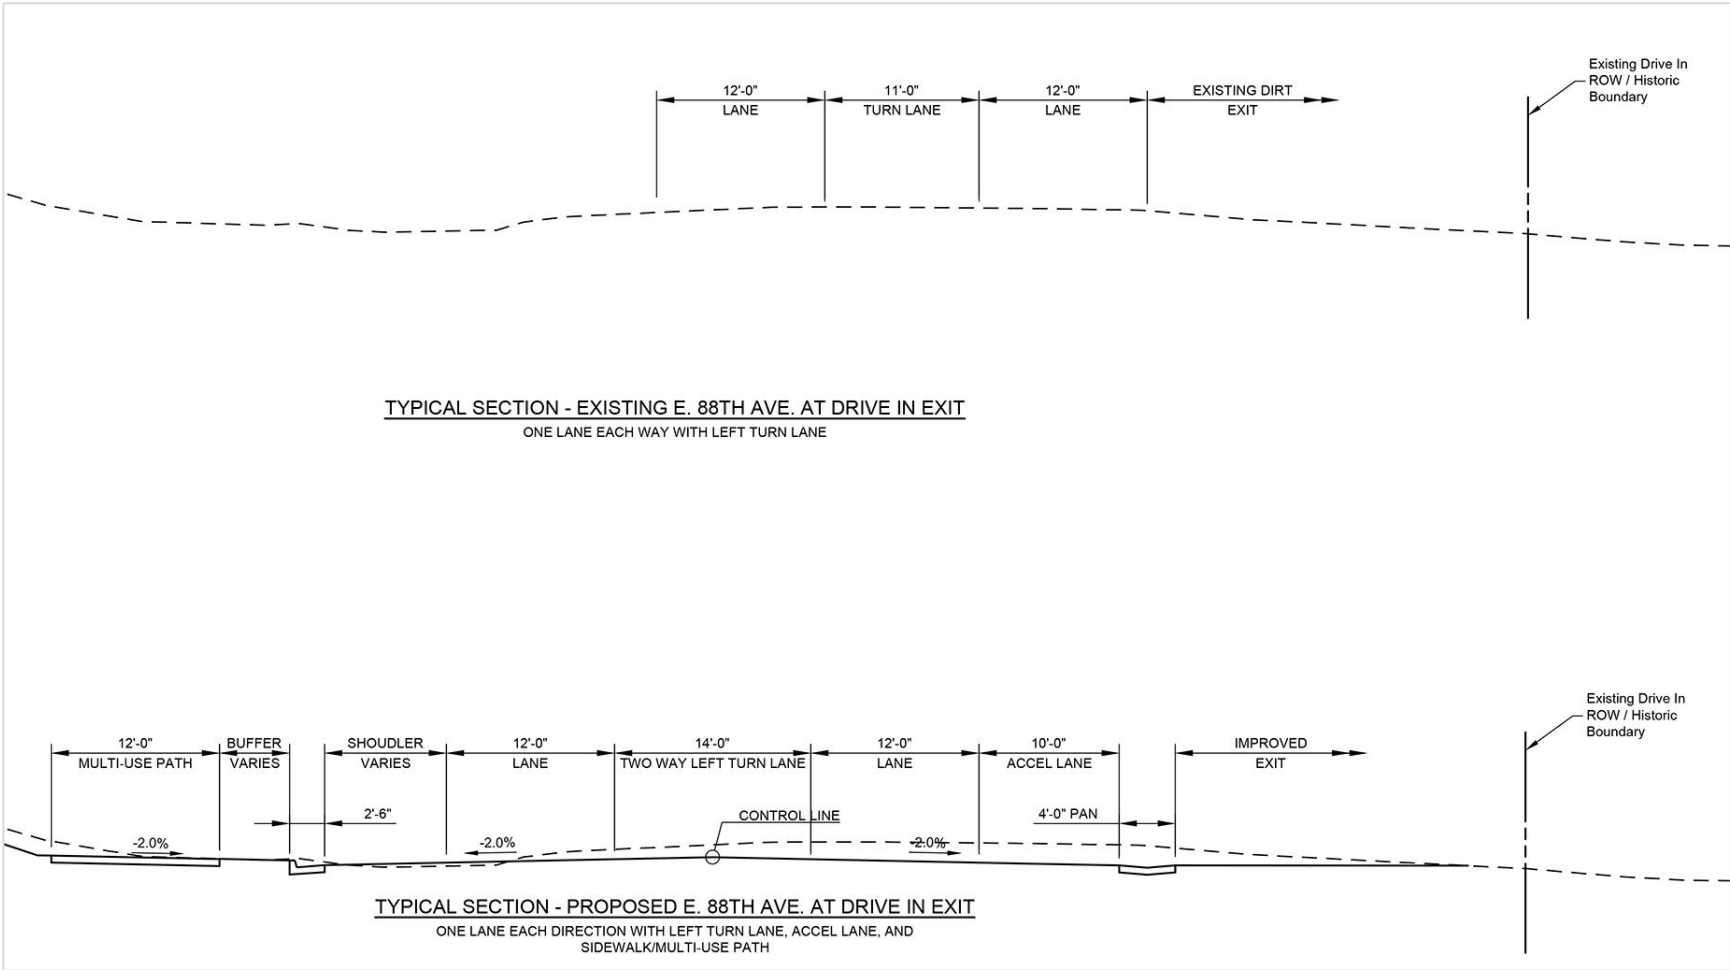 Existing Drive In
ROW / Historic
Boundary
12'-0"
LANE
11'-0"
TURN LANE
12'-0"
LANE
EXISTING DIRT
EXIT
TYPICAL SECTION - EXISTING E. 88TH AVE. AT DRIVE IN EXIT
ONE LANE EACH WAY WITH LEFT TURN LANE
Existing Drive In
ROW / Historic
Boundary
12'-0"
MULTI-USE PATH
BUFFER
VARIES
SHOUDLER
VARIES
12'-0"
LANE
14'-0"
TWO WAY LEFT TURN LANE
12'-0"
LANE
10'-0"
ACCEL LANE
IMPROVED
EXIT
2'-6"
CONTROL LINE
4'-0" PAN
-2.0%
-2.0%
-2.0%
TYPICAL SECTION - PROPOSED E. 88TH AVE. AT DRIVE IN EXIT
ONE LANE EACH DIRECTION WITH LEFT TURN LANE, ACCEL LANE, AND
SIDEWALK/MULTI-USE PATH